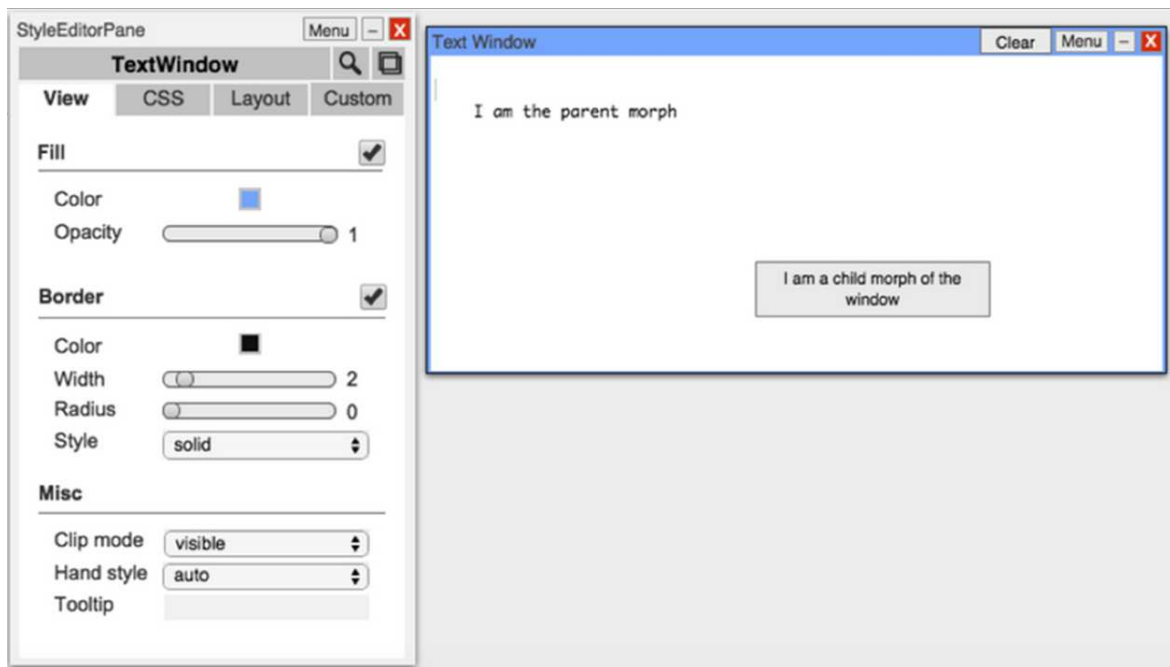 StyleEditorPane Menu – X
TextWindow
View CSS Layout Custom
Fill
Color
Opacity 1
Border
Color
Width 2
Radius 0
Style solid
Misc
Clip mode visible
Hand style auto
Tooltip
Text Window Clear Menu – X
I am the parent morph
I am a child morph of the
window